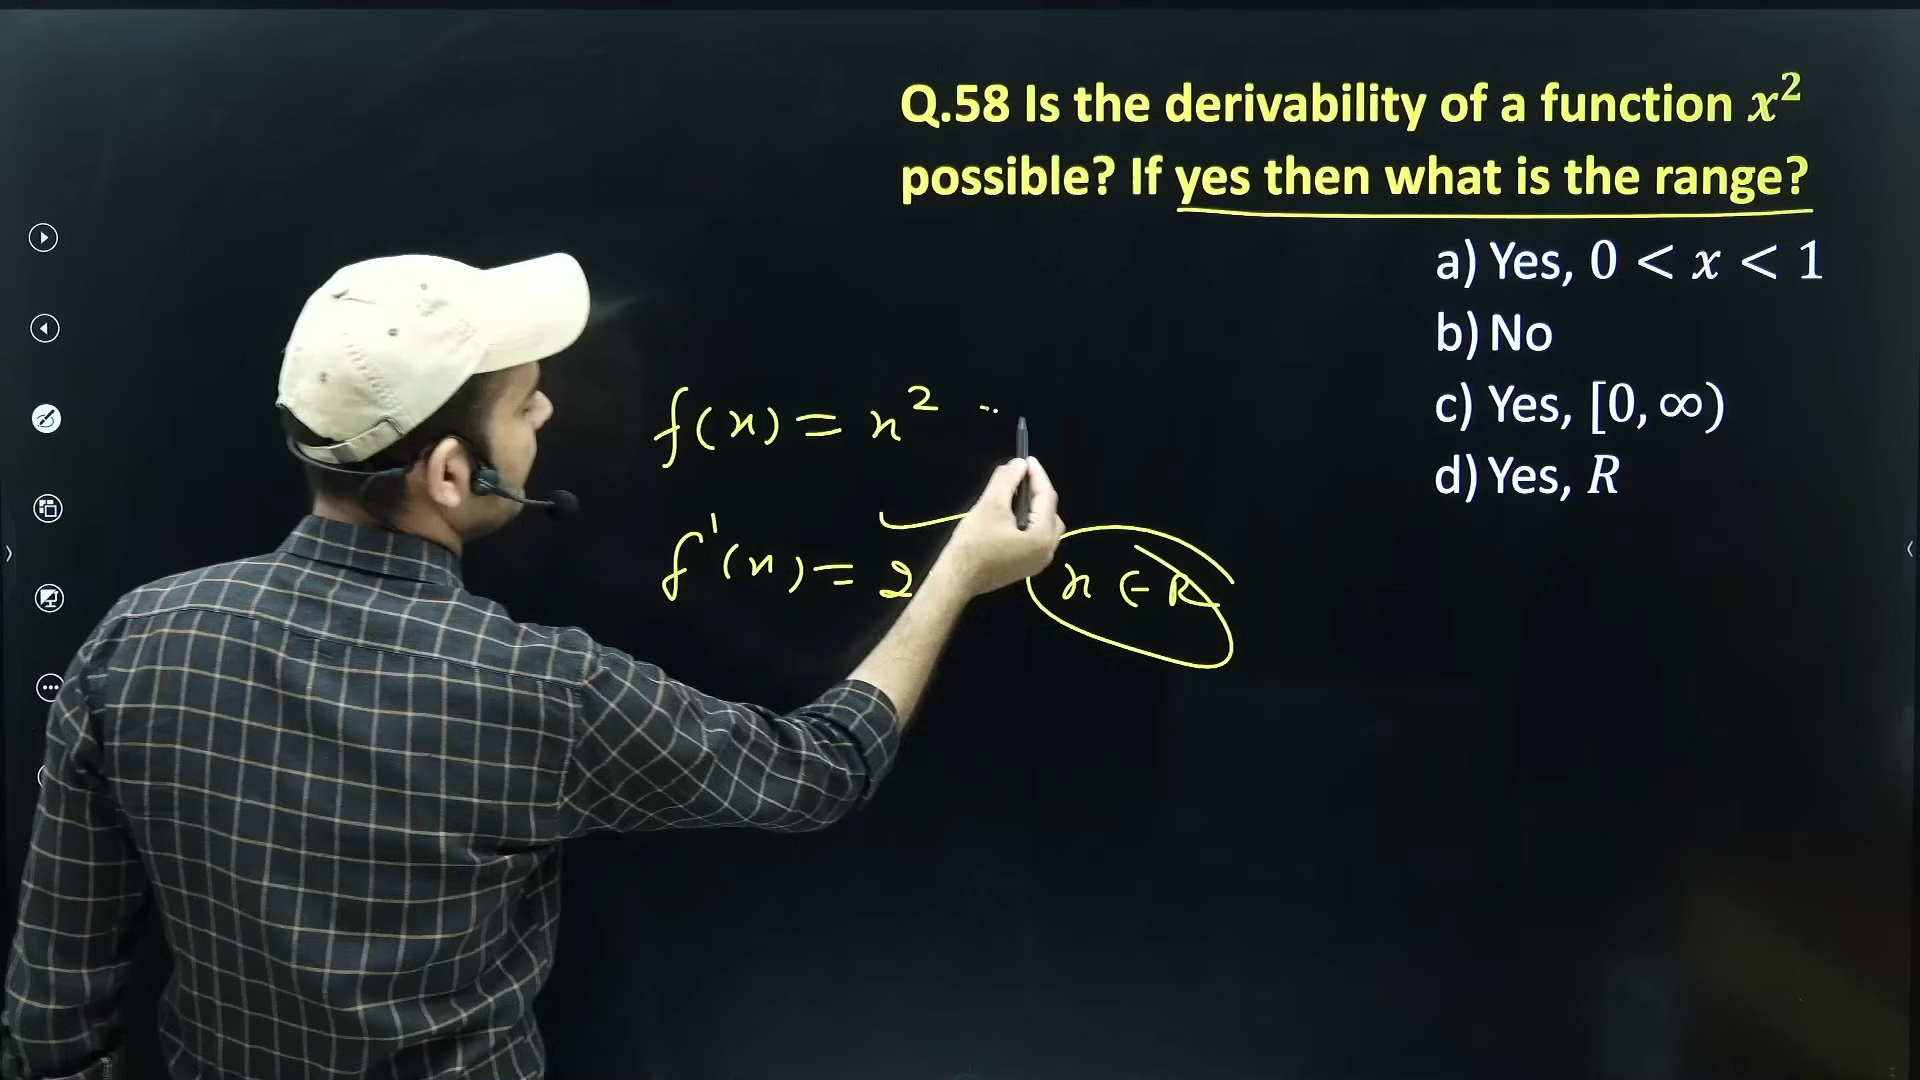 Q.58 Is the derivability of a function x²
possible? If yes then what is the range?
a) Yes, 0 < x < 1
b) No
c) Yes, [0, ∞)
d) Yes, R
f(x) = x²
f'(x) = 2
x ∈ R